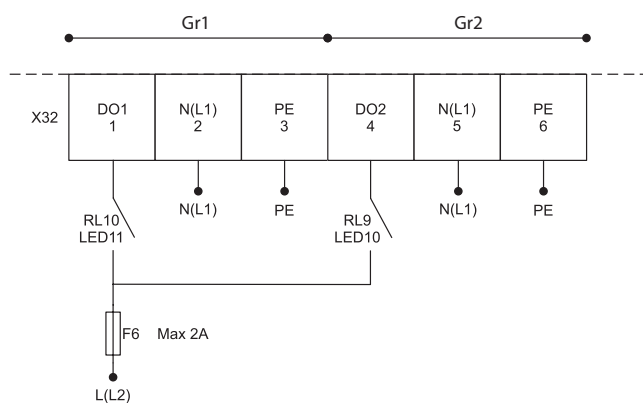 Gr1 Gr2
X32
DO1 N(L1) PE DO2 N(L1) PE
1 2 3 4 5 6
N(L1) PE N(L1) PE
RL10 RL9
LED11 LED10
F6 Max 2A
L(L2)